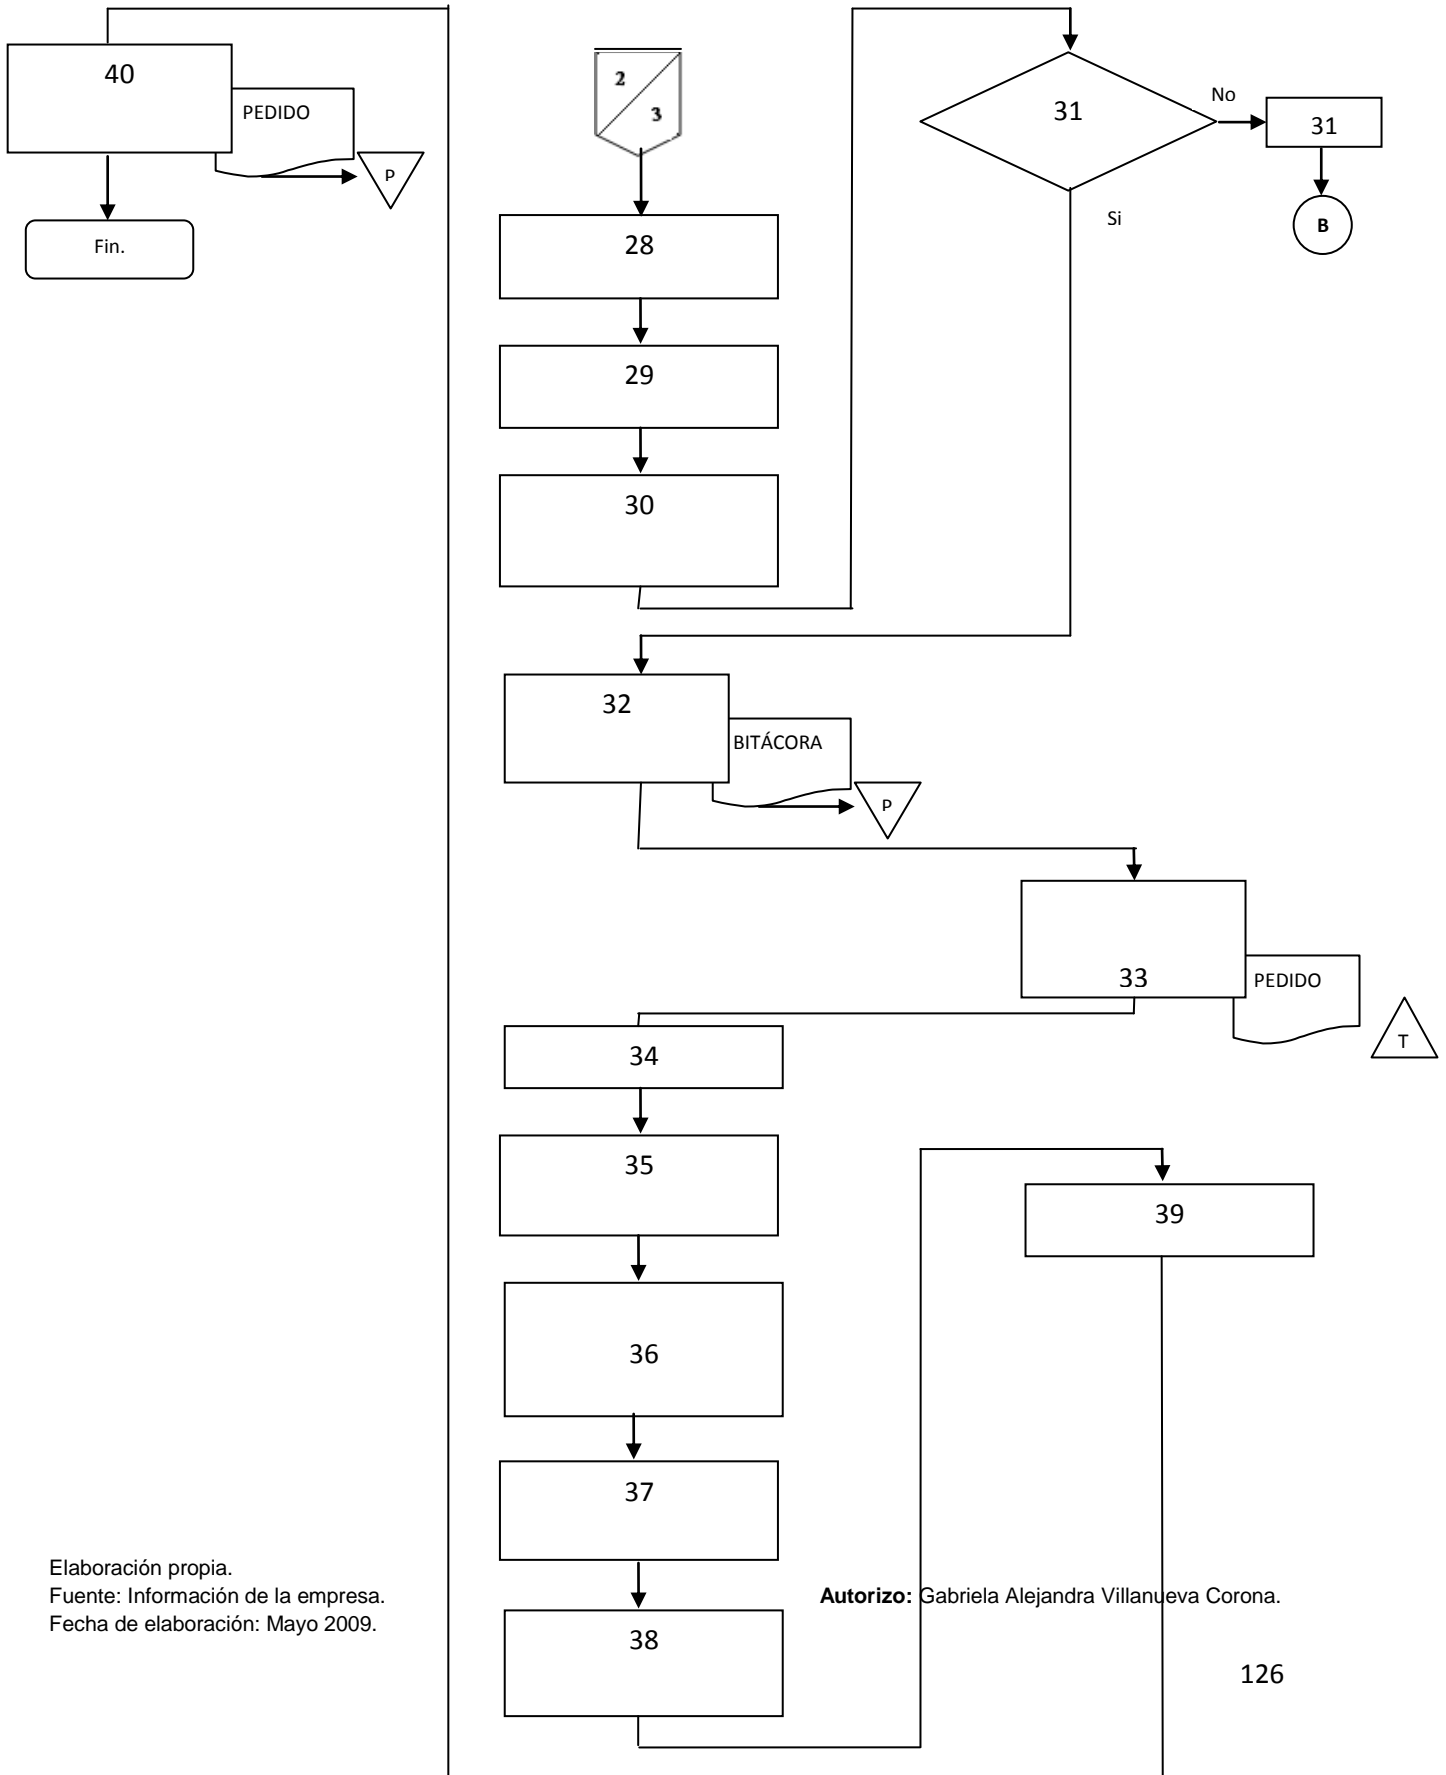 40
PEDIDO
P
Fin.
2
3
28
29
30
31
No
31
B
Si
32
BITÁCORA
P
33
PEDIDO
T
34
35
36
37
38
39
Elaboración propia.
Fuente: Información de la empresa.
Fecha de elaboración: Mayo 2009.
Autorizo: Gabriela Alejandra Villanueva Corona.
126